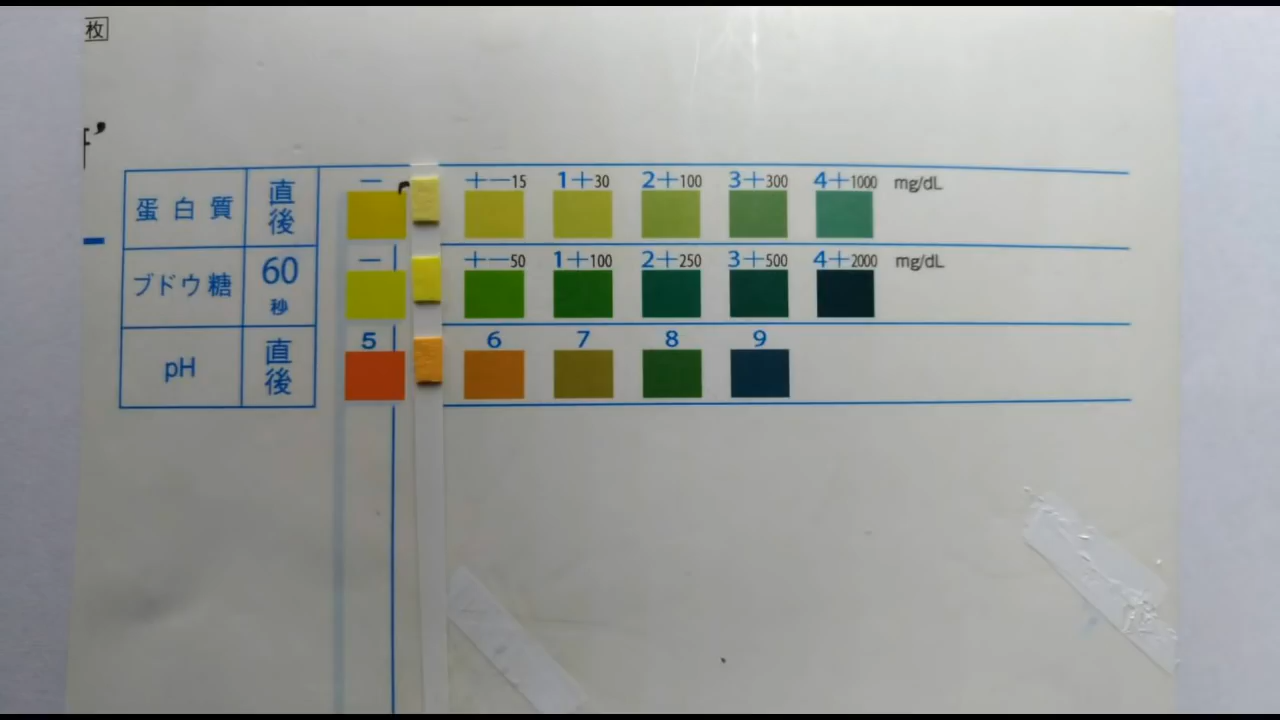 枚
蛋白質 直後 － ＋－15 1＋30 2＋100 3＋300 4＋1000 mg/dL
ブドウ糖 60秒 － ＋－50 1＋100 2＋250 3＋500 4＋2000 mg/dL
pH 直後 5 6 7 8 9